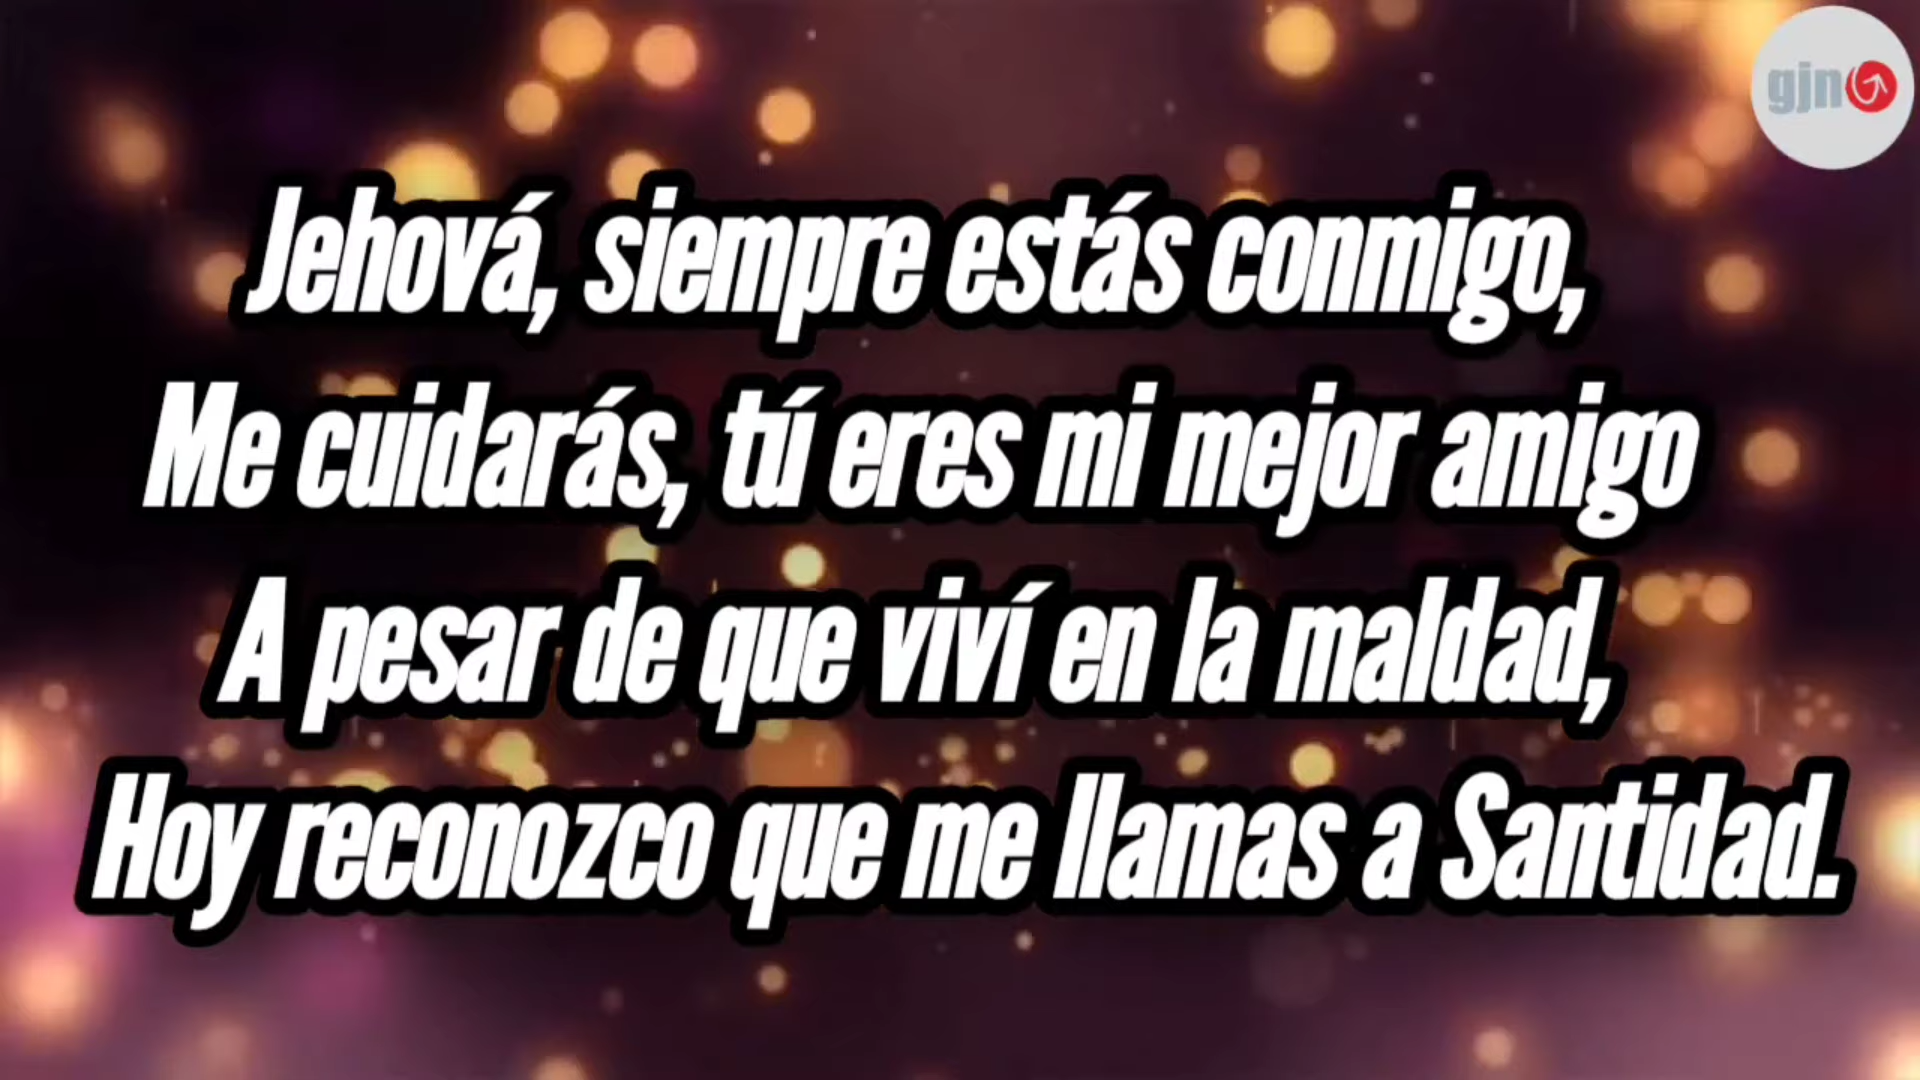 gjn
Jehová, siempre estás conmigo,
Me cuidarás, tú eres mi mejor amigo
A pesar de que viví en la maldad,
Hoy reconozco que me llamas a Santidad.